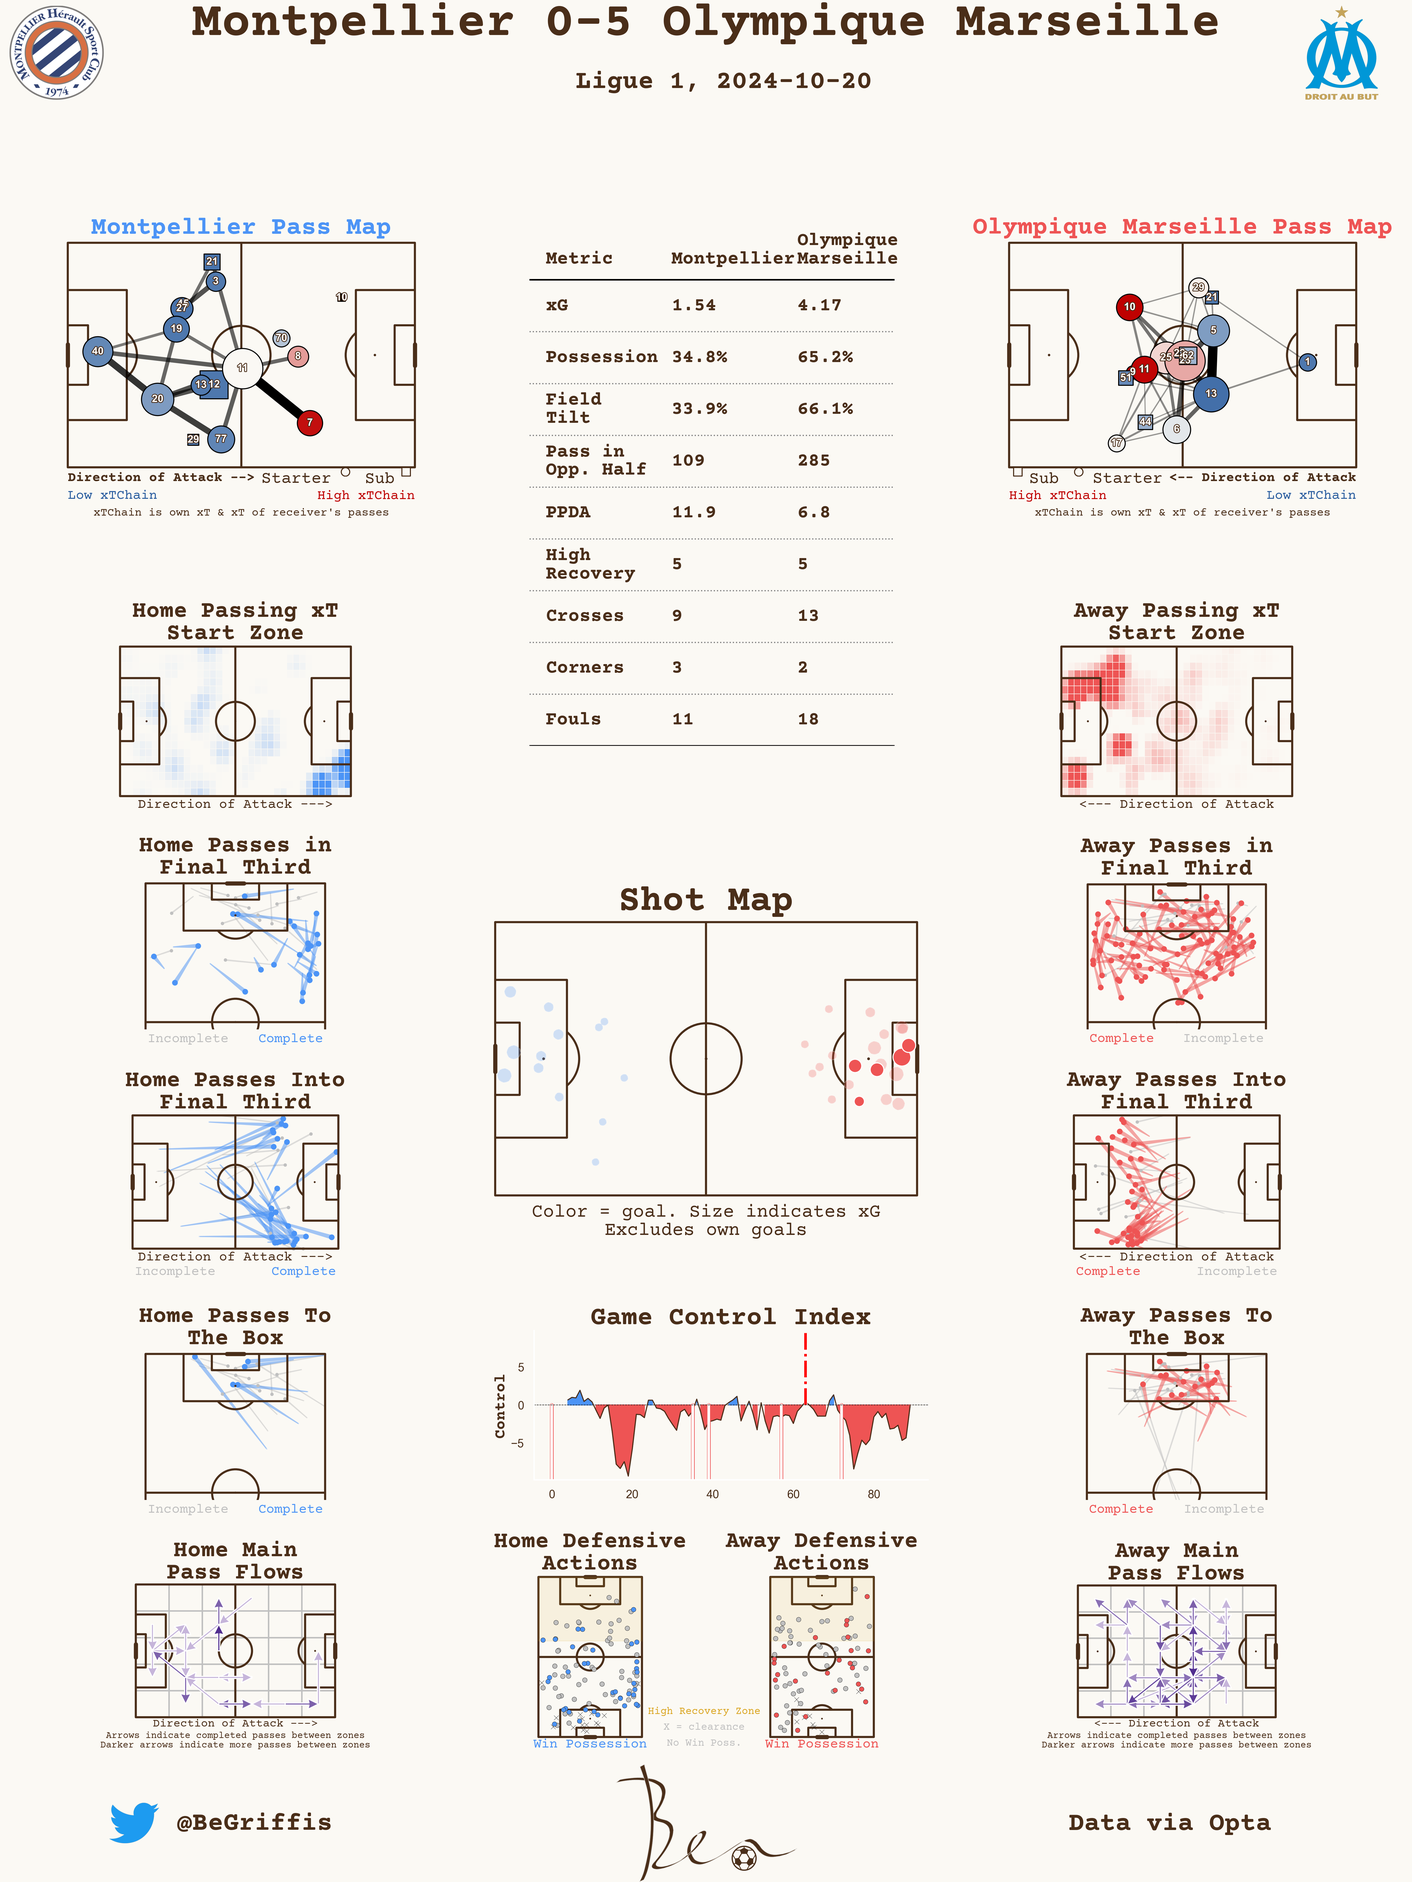 Montpellier 0-5 Olympique Marseille
Ligue 1, 2024-10-20
MONTPELLIER Hérault Sport Club
1974
DROIT AU BUT
Montpellier Pass Map
21
3
27
19
40
11
70
8
10
13
12
20
7
29
77
Direction of Attack --> Starter Sub
Low xTChain High xTChain
xTChain is own xT & xT of receiver's passes
Metric Montpellier Olympique Marseille
xG 1.54 4.17
Possession 34.8% 65.2%
Field Tilt 33.9% 66.1%
Pass in Opp. Half 109 285
PPDA 11.9 6.8
High Recovery 5 5
Crosses 9 13
Corners 3 2
Fouls 11 18
Olympique Marseille Pass Map
29
21
10
5
25
62
1
11
51
13
44
6
17
Sub Starter <-- Direction of Attack
High xTChain Low xTChain
xTChain is own xT & xT of receiver's passes
Home Passing xT
Start Zone
Direction of Attack --->
Away Passing xT
Start Zone
<--- Direction of Attack
Home Passes in
Final Third
Incomplete Complete
Away Passes in
Final Third
Complete Incomplete
Shot Map
Color = goal. Size indicates xG
Excludes own goals
Home Passes Into
Final Third
Direction of Attack --->
Incomplete Complete
Away Passes Into
Final Third
<--- Direction of Attack
Complete Incomplete
Home Passes To
The Box
Incomplete Complete
Game Control Index
Control
5
0
-5
0 20 40 60 80
Away Passes To
The Box
Complete Incomplete
Home Main
Pass Flows
Direction of Attack --->
Arrows indicate completed passes between zones
Darker arrows indicate more passes between zones
Home Defensive
Actions
Win Possession
Away Defensive
Actions
Win Possession
High Recovery Zone
X = clearance
No Win Poss.
Away Main
Pass Flows
<--- Direction of Attack
Arrows indicate completed passes between zones
Darker arrows indicate more passes between zones
@BeGriffis
Ben
Data via Opta